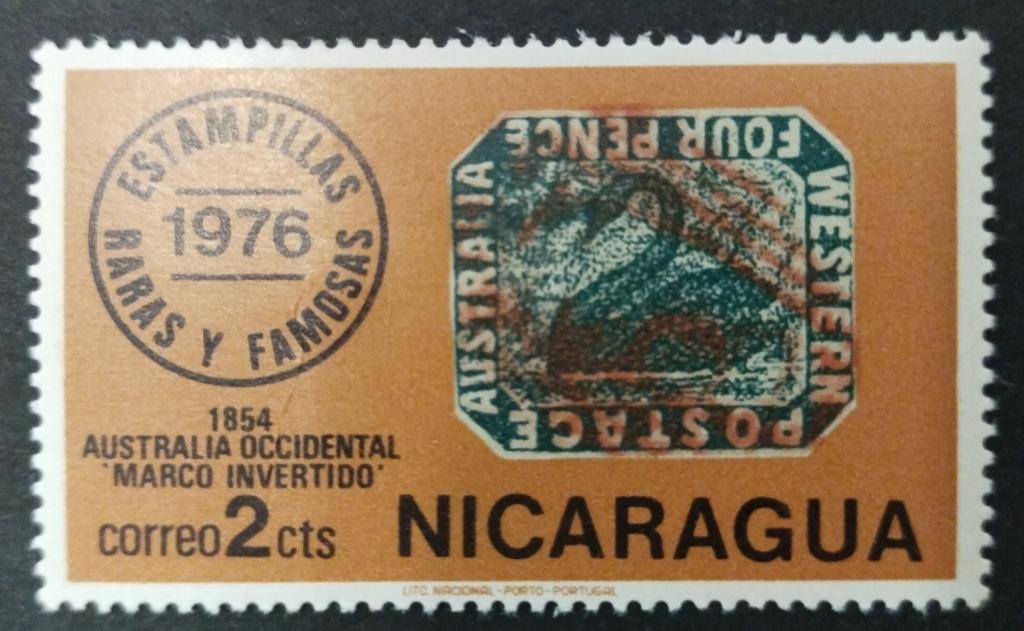 ESTAMPILLAS
1976
RARAS Y FAMOSAS
FOUR PENCE
AUSTRALIA
WESTERN
POSTAGE
1854
AUSTRALIA OCCIDENTAL
"MARCO INVERTIDO"
correo 2 cts
NICARAGUA
LITO. NACIONAL - PORTO - PORTUGAL